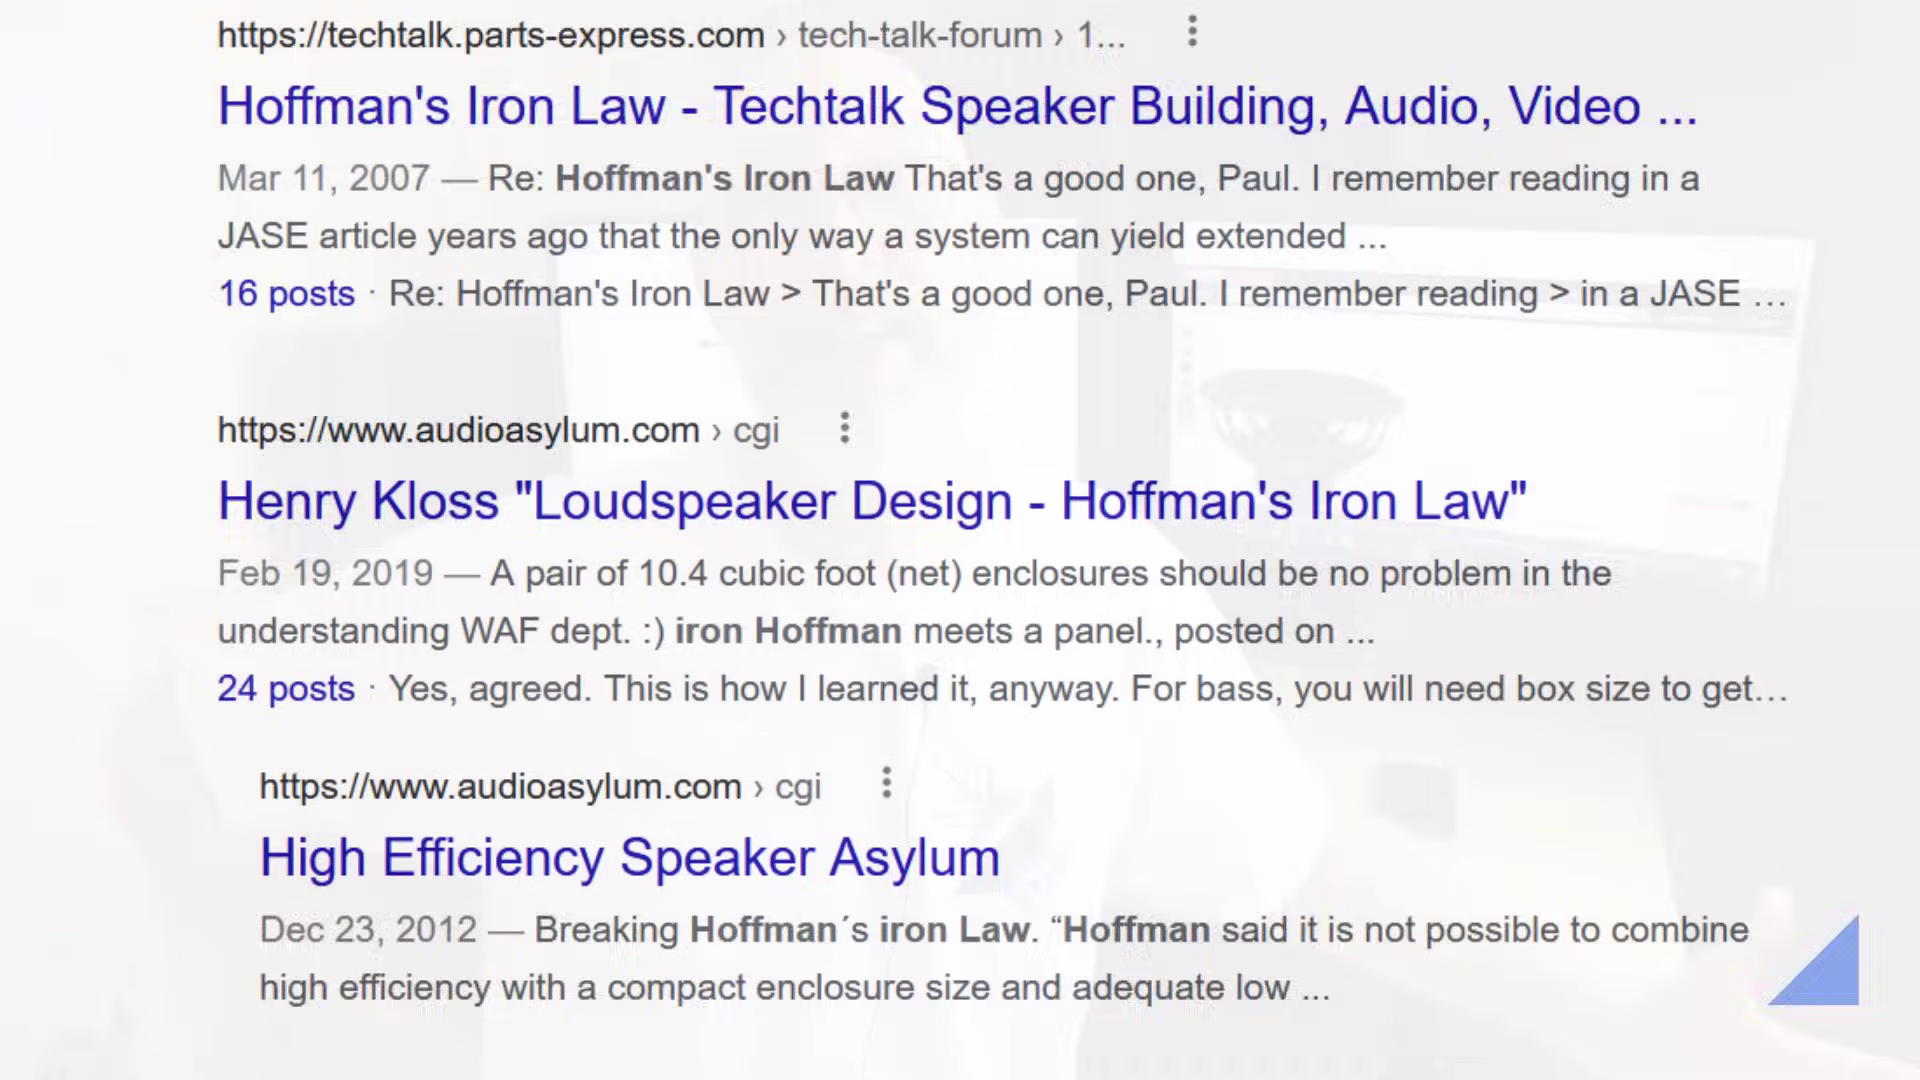 https://techtalk.parts-express.com › tech-talk-forum › 1...
Hoffman's Iron Law - Techtalk Speaker Building, Audio, Video ...
Mar 11, 2007 — Re: Hoffman's Iron Law That's a good one, Paul. I remember reading in a
JASE article years ago that the only way a system can yield extended ...
16 posts · Re: Hoffman's Iron Law > That's a good one, Paul. I remember reading > in a JASE ...
https://www.audioasylum.com › cgi
Henry Kloss "Loudspeaker Design - Hoffman's Iron Law"
Feb 19, 2019 — A pair of 10.4 cubic foot (net) enclosures should be no problem in the
understanding WAF dept. :) iron Hoffman meets a panel., posted on ...
24 posts · Yes, agreed. This is how I learned it, anyway. For bass, you will need box size to get...
https://www.audioasylum.com › cgi
High Efficiency Speaker Asylum
Dec 23, 2012 — Breaking Hoffman´s iron Law. “Hoffman said it is not possible to combine
high efficiency with a compact enclosure size and adequate low ...